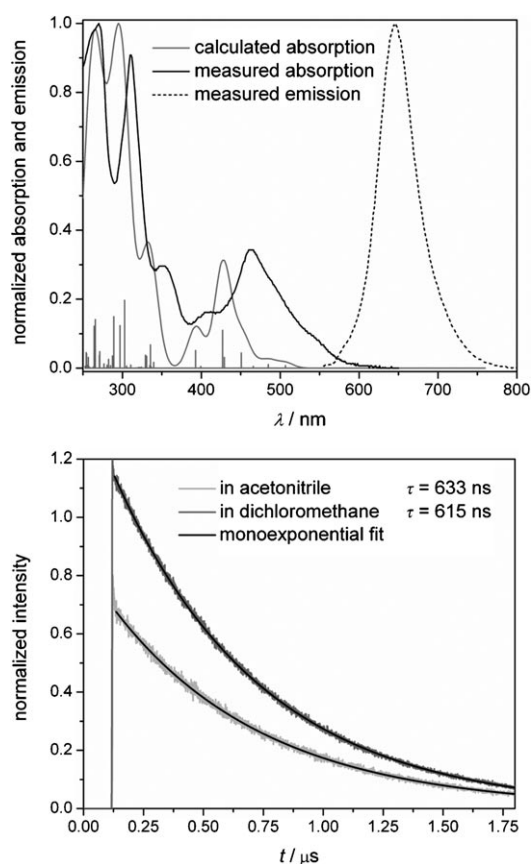 1.0
0.8
0.6
0.4
0.2
0.0
normalized absorption and emission
calculated absorption
measured absorption
measured emission
300 400 500 600 700 800
λ / nm
1.2
1.0
0.8
0.6
0.4
0.2
0.0
normalized intensity
in acetonitrile τ = 633 ns
in dichloromethane τ = 615 ns
monoexponential fit
0.00 0.25 0.50 0.75 1.00 1.25 1.50 1.75
t / µs